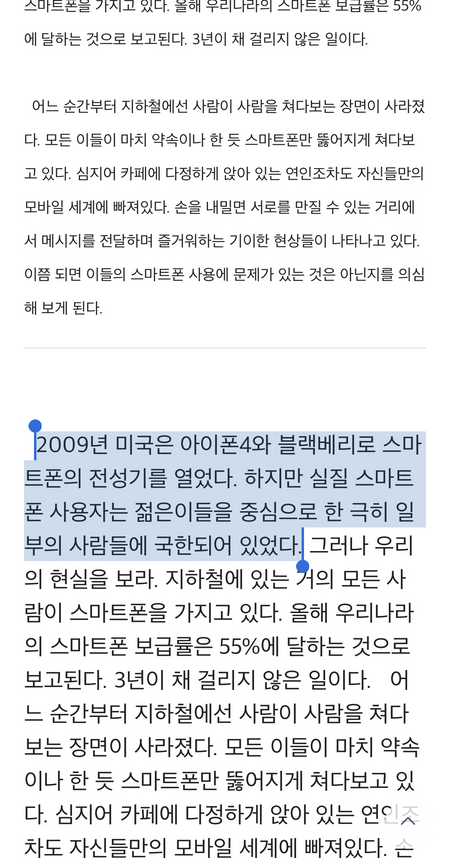 스마트폰을 가지고 있다. 올해 우리나라의 스마트폰 보급률은 55%
에 달하는 것으로 보고된다. 3년이 채 걸리지 않은 일이다.
어느 순간부터 지하철에선 사람이 사람을 쳐다보는 장면이 사라졌
다. 모든 이들이 마치 약속이나 한 듯 스마트폰만 뚫어지게 쳐다보
고 있다. 심지어 카페에 다정하게 앉아 있는 연인조차도 자신들만의
모바일 세계에 빠져있다. 손을 내밀면 서로를 만질 수 있는 거리에
서 메시지를 전달하며 즐거워하는 기이한 현상들이 나타나고 있다.
이쯤 되면 이들의 스마트폰 사용에 문제가 있는 것은 아닌지를 의심
해 보게 된다.
2009년 미국은 아이폰4와 블랙베리로 스마
트폰의 전성기를 열었다. 하지만 실질 스마트
폰 사용자는 젊은이들을 중심으로 한 극히 일
부의 사람들에 국한되어 있었다. 그러나 우리
의 현실을 보라. 지하철에 있는 거의 모든 사
람이 스마트폰을 가지고 있다. 올해 우리나라
의 스마트폰 보급률은 55%에 달하는 것으로
보고된다. 3년이 채 걸리지 않은 일이다. 어
느 순간부터 지하철에선 사람이 사람을 쳐다
보는 장면이 사라졌다. 모든 이들이 마치 약속
이나 한 듯 스마트폰만 뚫어지게 쳐다보고 있
다. 심지어 카페에 다정하게 앉아 있는 연인조
차도 자신들만의 모바일 세계에 빠져있다. 손